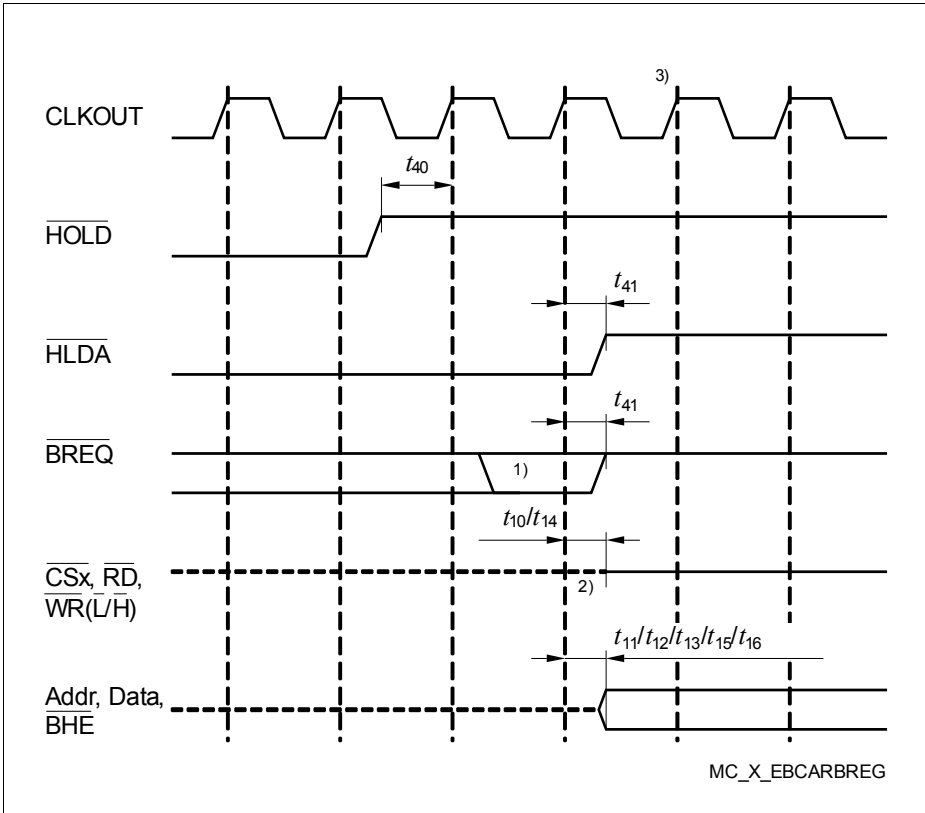 3)
CLKOUT
t40
HOLD
t41
HLDA
t41
BREQ
1)
t10/t14
CSx, RD,
WR(L/H)
2)
t11/t12/t13/t15/t16
Addr, Data,
BHE
MC_X_EBCARBREG